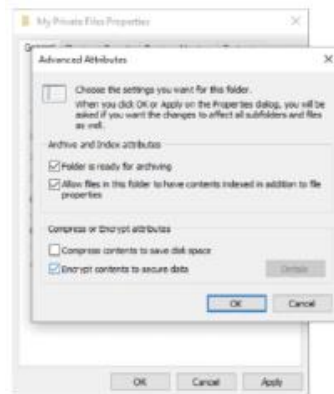 My Private Files Properties
Advanced Attributes
Choose the settings you want for this folder.
When you click OK or Apply on the Properties dialog, you will be
asked if you want the changes to affect all subfolders and files
as well.
Archive and Index attributes
Folder is ready for archiving
Allow files in this folder to have contents indexed in addition to file
properties
Compress or Encrypt attributes
Compress contents to save disk space
Encrypt contents to secure data
Details
OK
Cancel
OK
Cancel
Apply